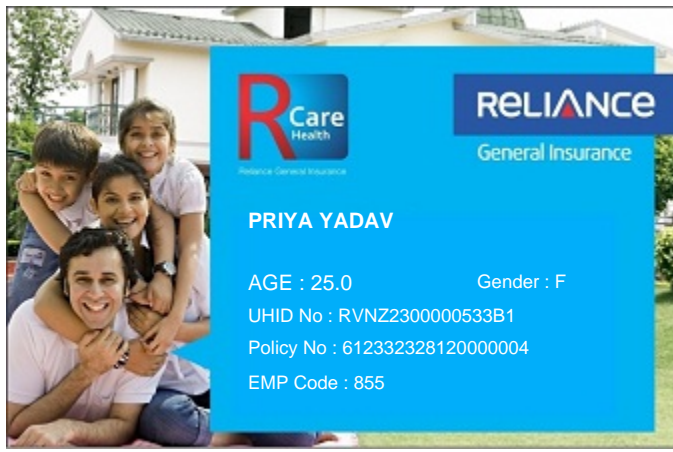 RCare
Health
Reliance General Insurance
RELIANCE
General Insurance
PRIYA YADAV
AGE : 25.0 Gender : F
UHID No : RVNZ2300000533B1
Policy No : 612332328120000004
EMP Code : 855